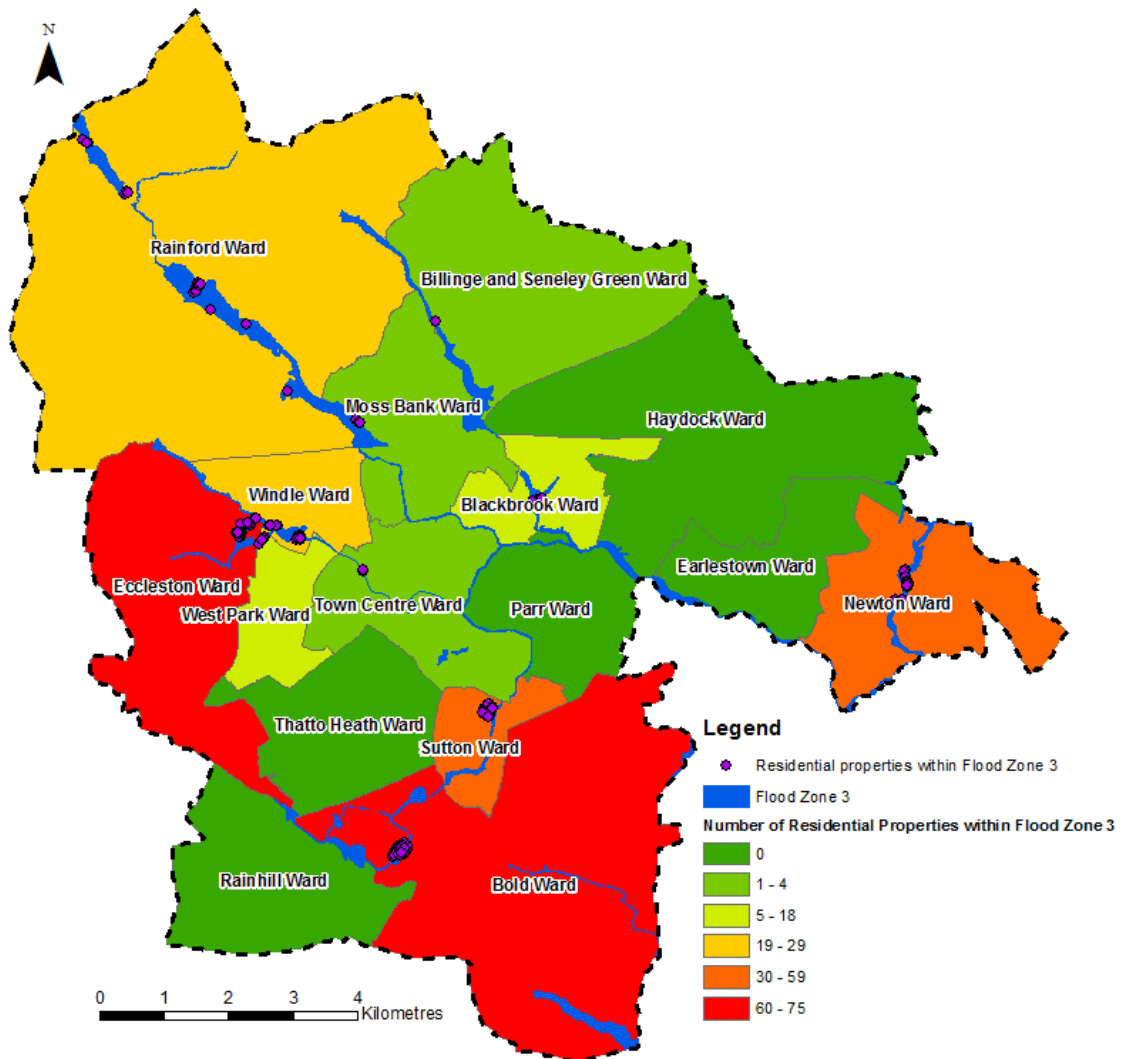 N
Rainford Ward
Billinge and Seneley Green Ward
Moss Bank Ward
Haydock Ward
Windle Ward
Blackbrook Ward
Eccleston Ward
West Park Ward
Town Centre Ward
Parr Ward
Earlestown Ward
Newton Ward
Thatto Heath Ward
Sutton Ward
Rainhill Ward
Bold Ward
Legend
Residential properties within Flood Zone 3
Flood Zone 3
Number of Residential Properties within Flood Zone 3
0
1 - 4
5 - 18
19 - 29
30 - 59
60 - 75
0 1 2 3 4
Kilometres